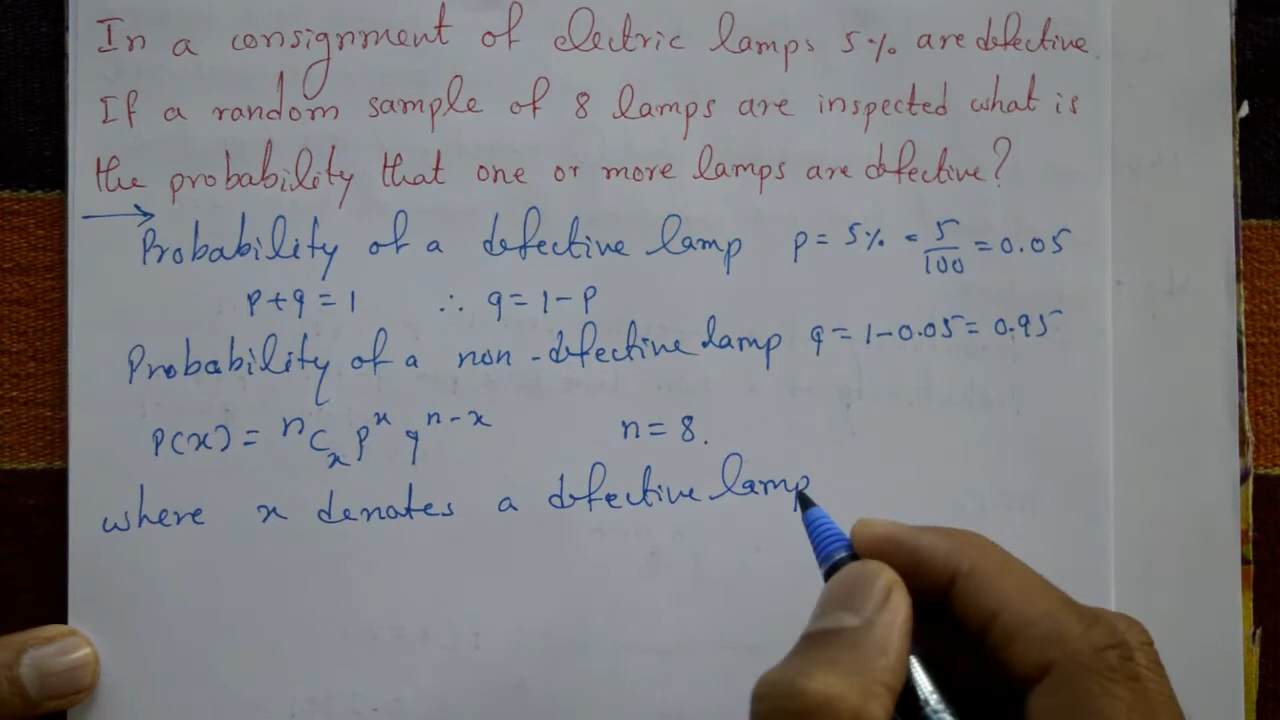 In a consignment of electric lamps 5% are defective.
If a random sample of 8 lamps are inspected what is
the probability that one or more lamps are defective?
→ Probability of a defective lamp p = 5% = 5/100 = 0.05
p + q = 1 ∴ q = 1 - p
Probability of a non-defective lamp q = 1 - 0.05 = 0.95
P(x) = ⁿCₓ pˣ qⁿ⁻ˣ n = 8.
where x denotes a defective lamp